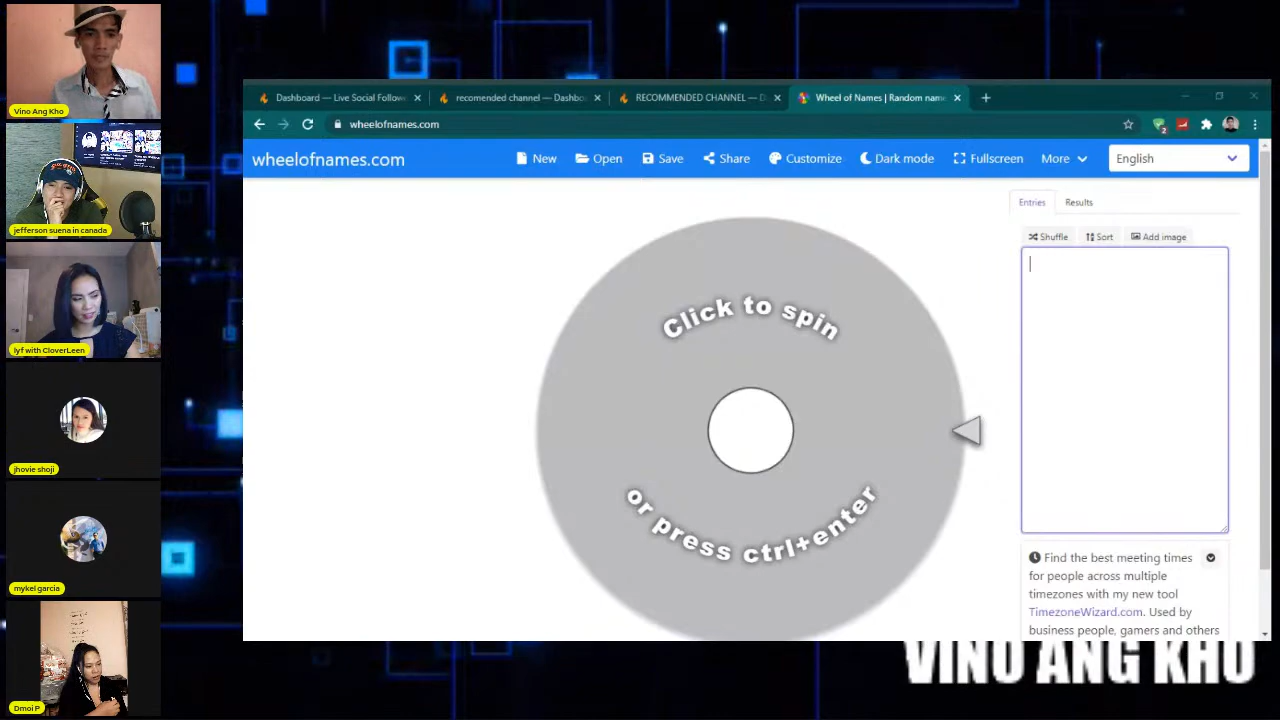 Vino Ang Kho
jefferson suena in canada
lyf with CloverLeen
jhovie shoji
mykel garcia
Dmoi P
Dashboard — Live Social Follow
recomended channel — Dashbo
RECOMMENDED CHANNEL — D
Wheel of Names | Random name
wheelofnames.com
2
wheelofnames.com
New
Open
Save
Share
Customize
Dark mode
Fullscreen
More
English
Entries
Results
Shuffle
Sort
Add image
Click to spin
or press ctrl+enter
Find the best meeting times
for people across multiple
timezones with my new tool
TimezoneWizard.com. Used by
business people, gamers and others
VINO ANG KHO